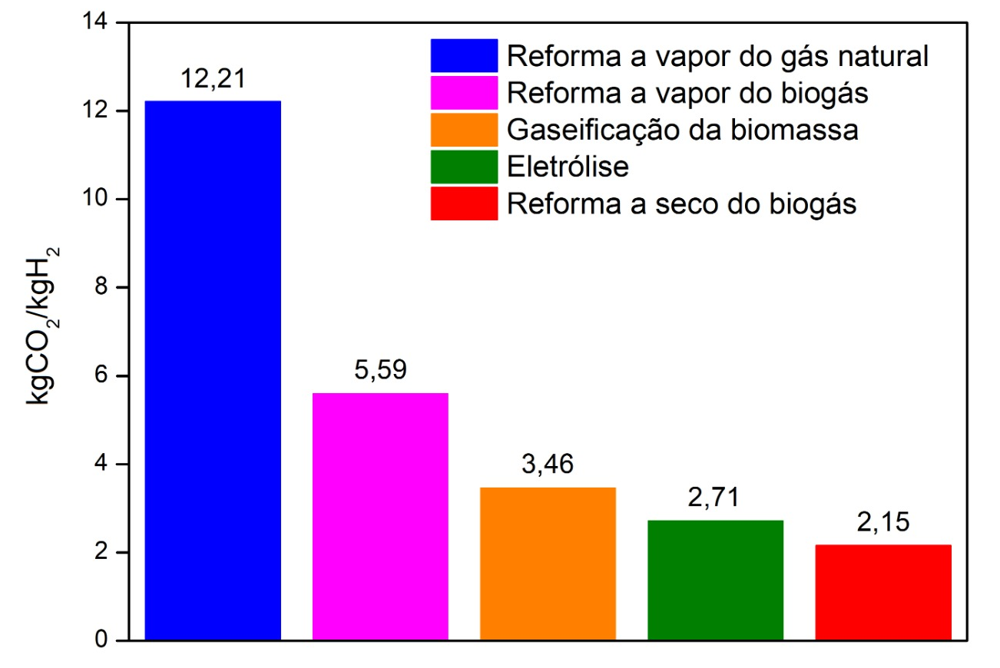 14
12
10
8
6
4
2
0
kgCO₂/kgH₂
12,21
5,59
3,46
2,71
2,15
Reforma a vapor do gás natural
Reforma a vapor do biogás
Gaseificação da biomassa
Eletrólise
Reforma a seco do biogás